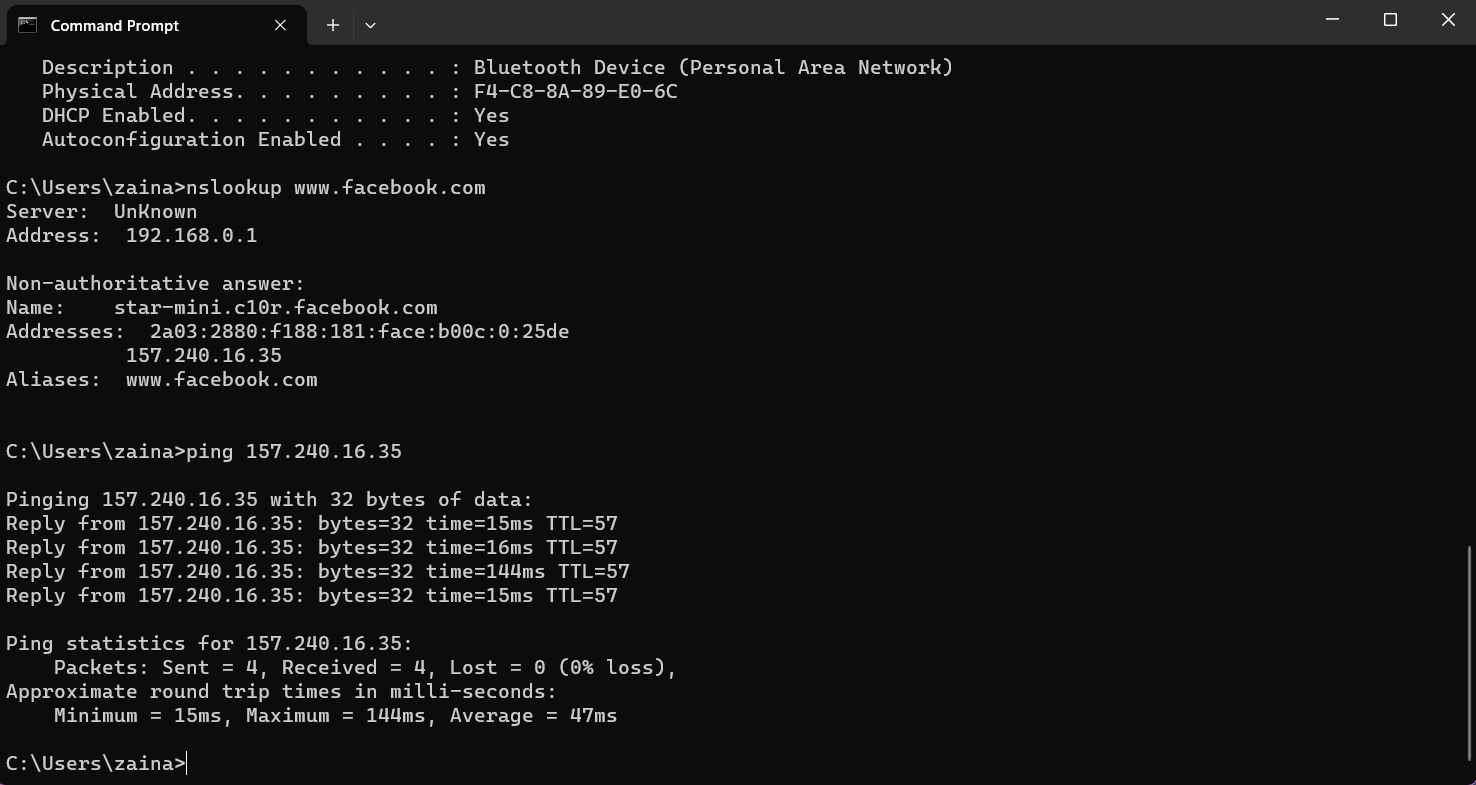 Command Prompt
Description . . . . . . . . . . . : Bluetooth Device (Personal Area Network)
Physical Address. . . . . . . . . : F4-C8-8A-89-E0-6C
DHCP Enabled. . . . . . . . . . . : Yes
Autoconfiguration Enabled . . . . : Yes
C:\Users\zaina>nslookup www.facebook.com
Server:  UnKnown
Address:  192.168.0.1
Non-authoritative answer:
Name:    star-mini.c10r.facebook.com
Addresses:  2a03:2880:f188:181:face:b00c:0:25de
157.240.16.35
Aliases:  www.facebook.com
C:\Users\zaina>ping 157.240.16.35
Pinging 157.240.16.35 with 32 bytes of data:
Reply from 157.240.16.35: bytes=32 time=15ms TTL=57
Reply from 157.240.16.35: bytes=32 time=16ms TTL=57
Reply from 157.240.16.35: bytes=32 time=144ms TTL=57
Reply from 157.240.16.35: bytes=32 time=15ms TTL=57
Ping statistics for 157.240.16.35:
Packets: Sent = 4, Received = 4, Lost = 0 (0% loss),
Approximate round trip times in milli-seconds:
Minimum = 15ms, Maximum = 144ms, Average = 47ms
C:\Users\zaina>